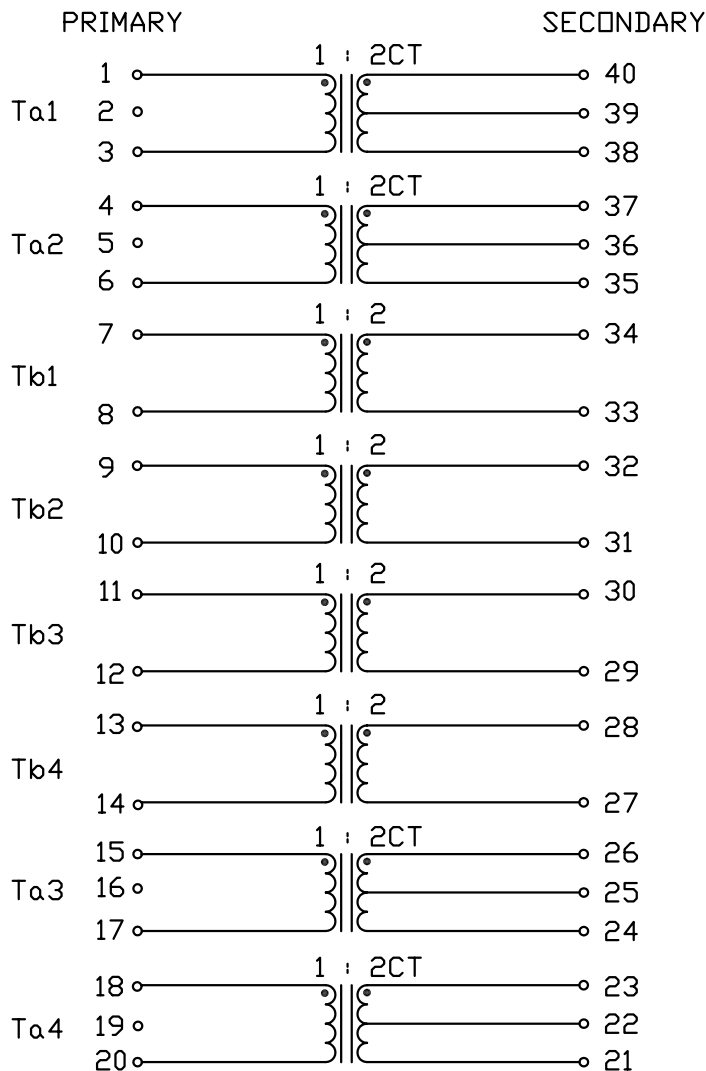 PRIMARY SECONDARY
1 : 2CT
1 40
Ta1 2 39
3 38
1 : 2CT
4 37
Ta2 5 36
6 35
1 : 2
7 34
Tb1
8 33
1 : 2
9 32
Tb2
10 31
1 : 2
11 30
Tb3
12 29
1 : 2
13 28
Tb4
14 27
1 : 2CT
15 26
Ta3 16 25
17 24
1 : 2CT
18 23
Ta4 19 22
20 21